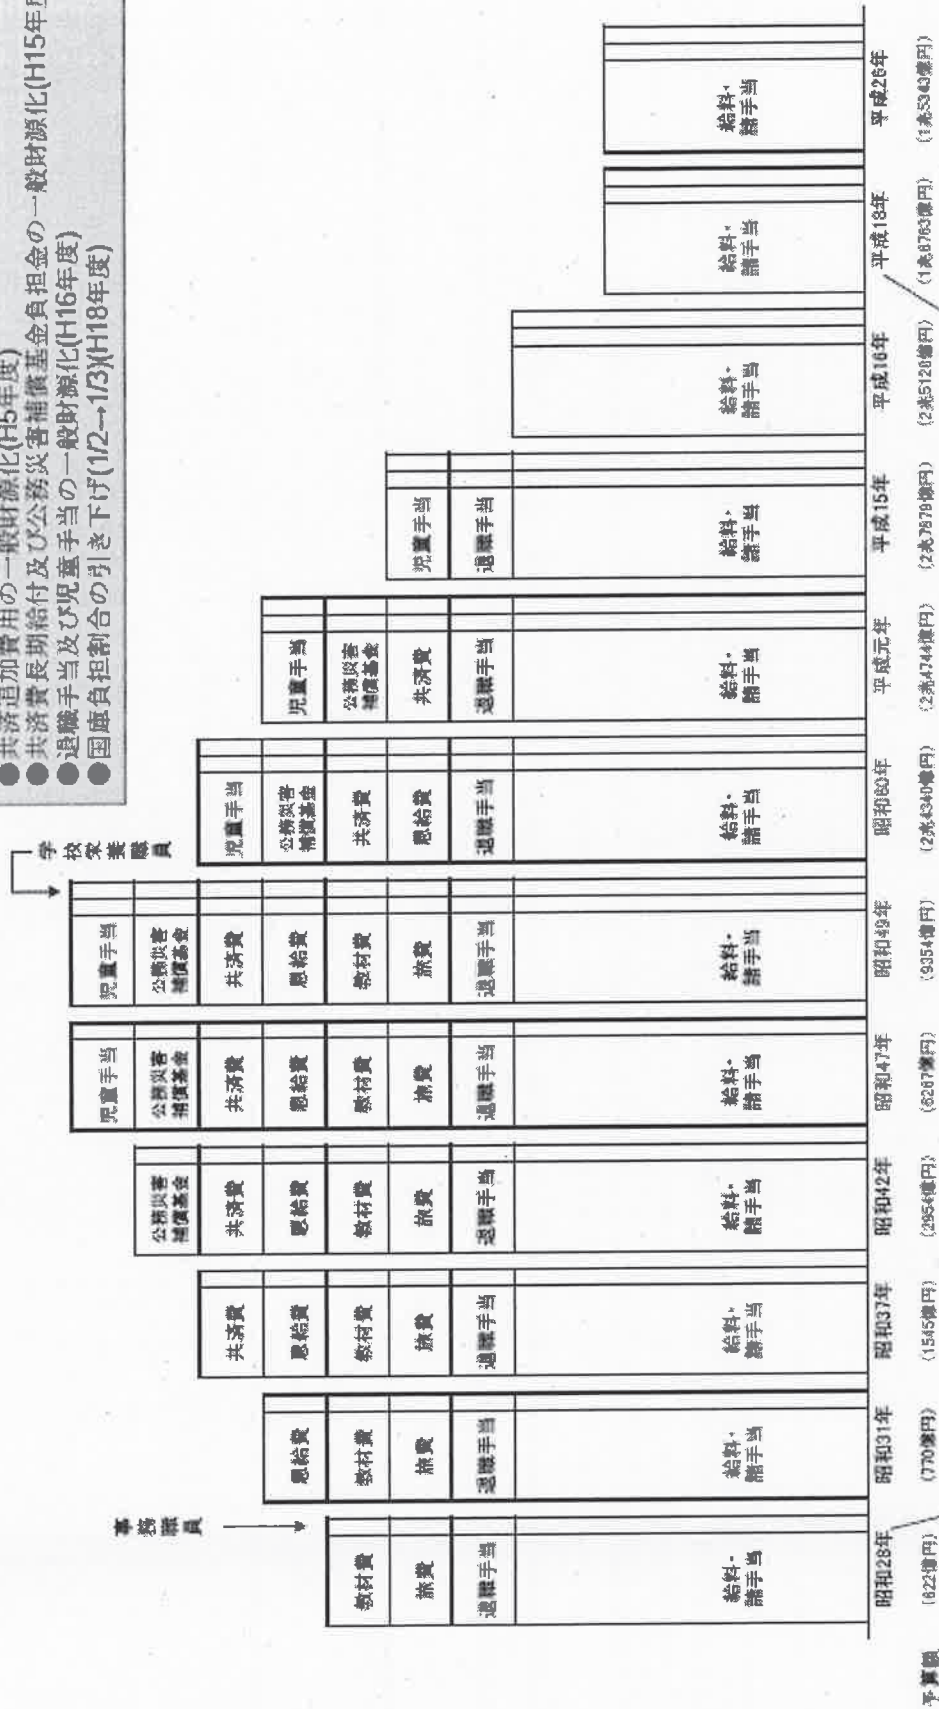 ●共済追加費用の一般財源化(H5年度)
●共済費長期給付及び公務災害補償基金負担金の一般財源化(H15年度
●退職手当及び児童手当の一般財源化(H16年度)
●国庫負担割合の引き下げ(1/2→1/3)(H18年度)
事務職員
学校栄養職員
教材費
旅費
退職手当
給料・
諸手当
恩給費
教材費
旅費
退職手当
給料・
諸手当
共済費
恩給費
教材費
旅費
退職手当
給料・
諸手当
公務災害
補償基金
共済費
恩給費
教材費
旅費
退職手当
給料・
諸手当
児童手当
公務災害
補償基金
共済費
恩給費
教材費
旅費
退職手当
給料・
諸手当
児童手当
公務災害
補償基金
共済費
恩給費
教材費
旅費
退職手当
給料・
諸手当
児童手当
公務災害
補償基金
共済費
恩給費
退職手当
給料・
諸手当
児童手当
公務災害
補償基金
共済費
退職手当
給料・
諸手当
児童手当
退職手当
給料・
諸手当
給料・
諸手当
給料・
諸手当
給料・
諸手当
昭和28年 昭和31年 昭和37年 昭和42年 昭和47年 昭和49年 昭和60年 平成元年 平成15年 平成16年 平成18年 平成26年
予算額 (622億円) (770億円) (1545億円) (2954億円) (6287億円) (9354億円) (2兆4340億円) (2兆4744億円) (2兆7879億円) (2兆5128億円) (1兆6763億円) (1兆5343億円)